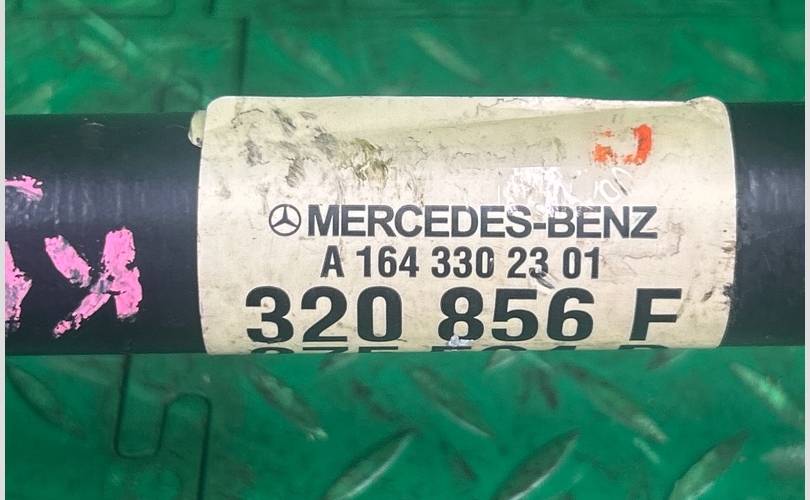 MERCEDES-BENZ
A 164 330 23 01
320 856 F